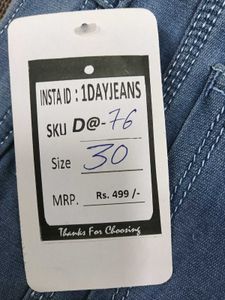 INSTA ID : 1DAYJEANS
SKU D@-76
Size 30
MRP. Rs. 499 /-
Thanks For Choosing